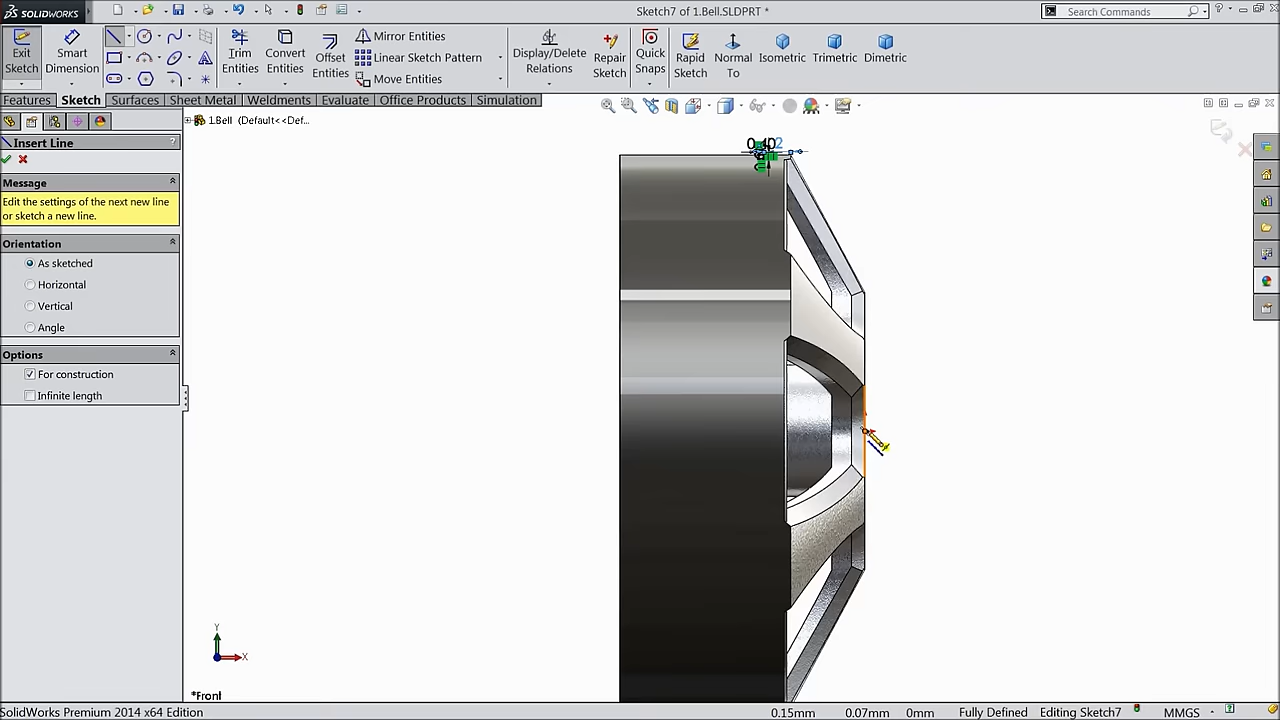 SOLIDWORKS
Sketch7 of 1.Bell.SLDPRT *
Search Commands
Exit Sketch
Smart Dimension
Trim Entities
Convert Entities
Offset Entities
Mirror Entities
Linear Sketch Pattern
Move Entities
Display/Delete Relations
Repair Sketch
Quick Snaps
Rapid Sketch
Normal To
Isometric
Trimetric
Dimetric
Features
Sketch
Surfaces
Sheet Metal
Weldments
Evaluate
Office Products
Simulation
1.Bell (Default<<Def...
Insert Line
?
Message
Edit the settings of the next new line
or sketch a new line.
Orientation
As sketched
Horizontal
Vertical
Angle
Options
For construction
Infinite length
Y
X
*Front
SolidWorks Premium 2014 x64 Edition
0.15mm
0.07mm
0mm
Fully Defined
Editing Sketch7
MMGS